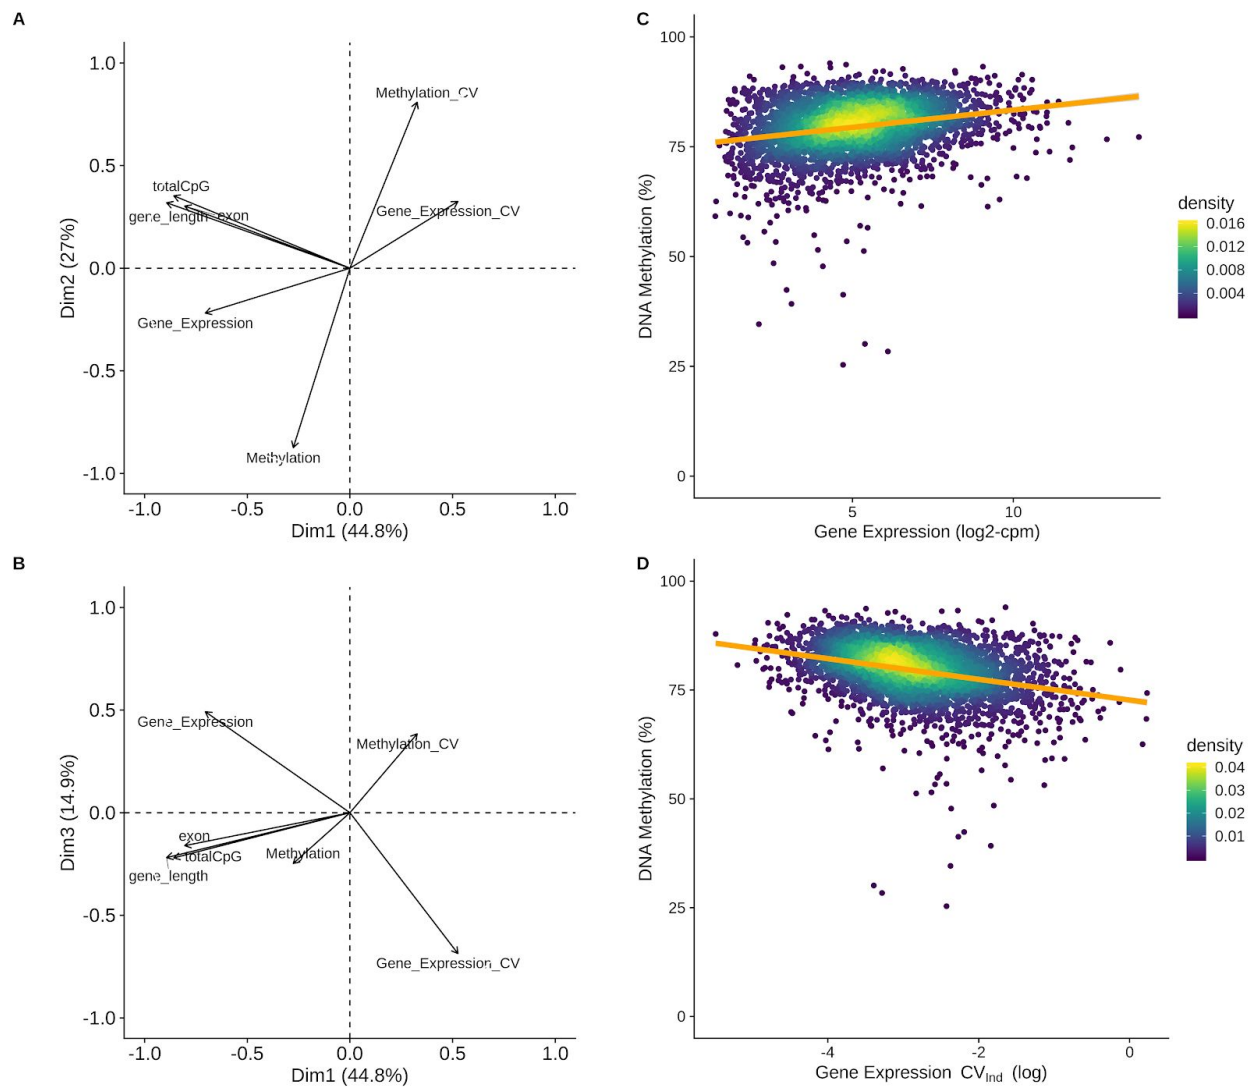 A
1.0
0.5
0.0
-0.5
-1.0
Dim2 (27%)
Methylation_CV
totalCpG
gene_length
exon
Gene_Expression_CV
Gene_Expression
Methylation
-1.0 -0.5 0.0 0.5 1.0
Dim1 (44.8%)
C
100
75
50
25
0
DNA Methylation (%)
5 10
Gene Expression (log2-cpm)
density
0.016
0.012
0.008
0.004
B
1.0
0.5
0.0
-0.5
-1.0
Dim3 (14.9%)
Gene_Expression
Methylation_CV
exon
totalCpG
Methylation
gene_length
Gene_Expression_CV
-1.0 -0.5 0.0 0.5 1.0
Dim1 (44.8%)
D
100
75
50
25
0
DNA Methylation (%)
-4 -2 0
Gene Expression CVInd (log)
density
0.04
0.03
0.02
0.01